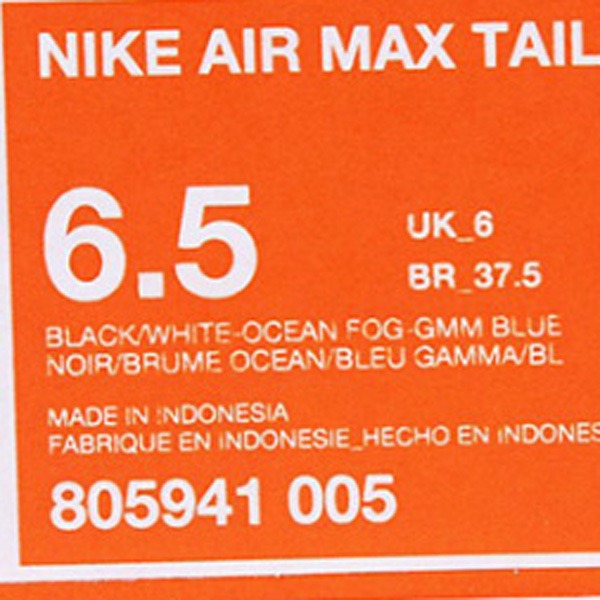 NIKE AIR MAX TAIL
6.5
UK_6
BR_37.5
BLACK/WHITE-OCEAN FOG-GMM BLUE
NOIR/BRUME OCEAN/BLEU GAMMA/BL
MADE IN INDONESIA
FABRIQUE EN INDONESIE_HECHO EN INDONES
805941 005